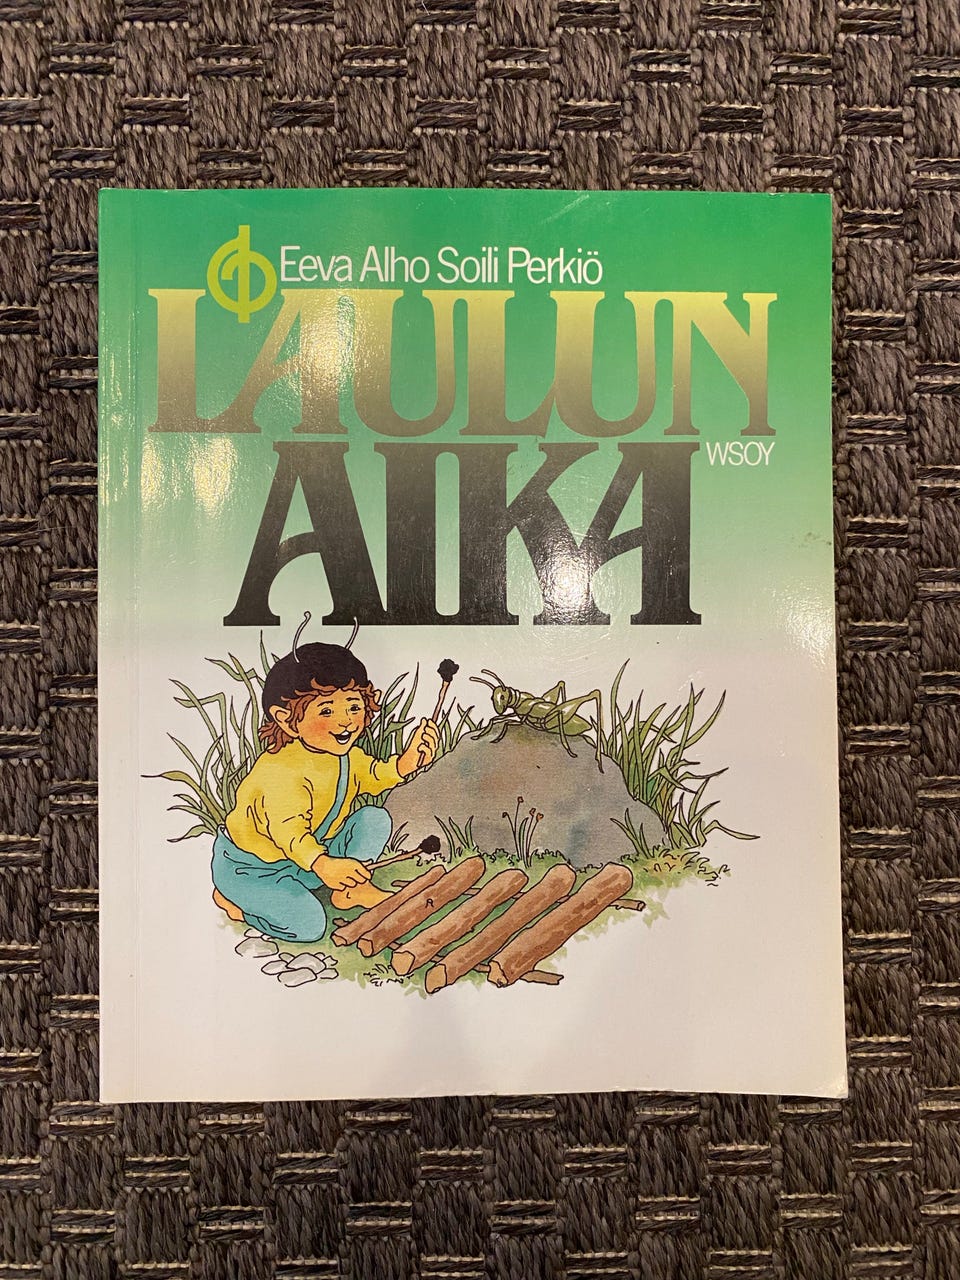 Eeva Alho Soili Perkiö
LAULUN
AIKA
WSOY